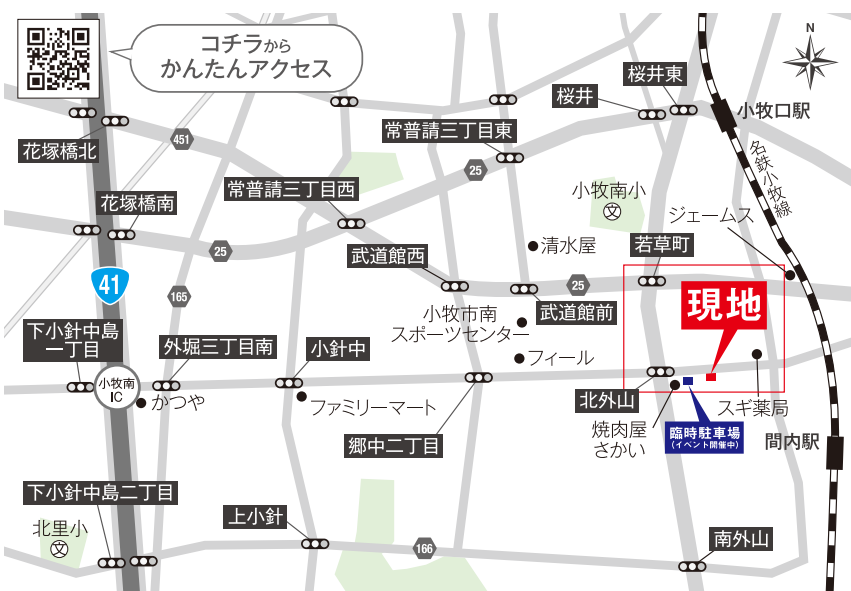 コチラから
かんたんアクセス
N
桜井東
桜井
小牧口駅
常普請三丁目東
451
花塚橋北
名鉄小牧線
25
常普請三丁目西
小牧南小
文
花塚橋南
ジェームス
清水屋
若草町
25
武道館西
41
25
165
現地
小牧市南
スポーツセンター
武道館前
下小針中島
一丁目
外堀三丁目南
小針中
フィール
小牧南
IC
かつや
ファミリーマート
北外山
スギ薬局
焼肉屋
さかい
臨時駐車場
(イベント開催中)
郷中二丁目
間内駅
下小針中島二丁目
上小針
北里小
文
166
南外山